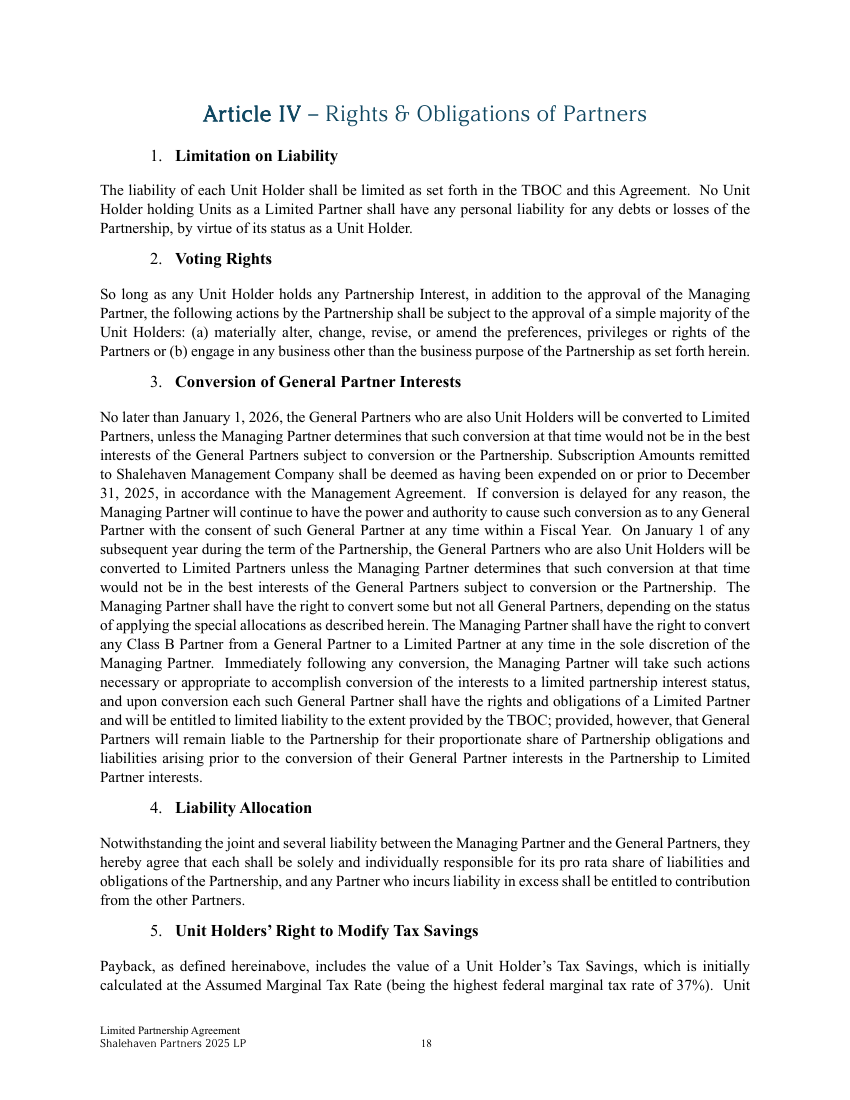 Article IV – Rights & Obligations of Partners
1. Limitation on Liability
The liability of each Unit Holder shall be limited as set forth in the TBOC and this Agreement.  No Unit
Holder holding Units as a Limited Partner shall have any personal liability for any debts or losses of the
Partnership, by virtue of its status as a Unit Holder.
2. Voting Rights
So long as any Unit Holder holds any Partnership Interest, in addition to the approval of the Managing
Partner, the following actions by the Partnership shall be subject to the approval of a simple majority of the
Unit Holders: (a) materially alter, change, revise, or amend the preferences, privileges or rights of the
Partners or (b) engage in any business other than the business purpose of the Partnership as set forth herein.
3. Conversion of General Partner Interests
No later than January 1, 2026, the General Partners who are also Unit Holders will be converted to Limited
Partners, unless the Managing Partner determines that such conversion at that time would not be in the best
interests of the General Partners subject to conversion or the Partnership. Subscription Amounts remitted
to Shalehaven Management Company shall be deemed as having been expended on or prior to December
31, 2025, in accordance with the Management Agreement.  If conversion is delayed for any reason, the
Managing Partner will continue to have the power and authority to cause such conversion as to any General
Partner with the consent of such General Partner at any time within a Fiscal Year.  On January 1 of any
subsequent year during the term of the Partnership, the General Partners who are also Unit Holders will be
converted to Limited Partners unless the Managing Partner determines that such conversion at that time
would not be in the best interests of the General Partners subject to conversion or the Partnership.  The
Managing Partner shall have the right to convert some but not all General Partners, depending on the status
of applying the special allocations as described herein. The Managing Partner shall have the right to convert
any Class B Partner from a General Partner to a Limited Partner at any time in the sole discretion of the
Managing Partner.  Immediately following any conversion, the Managing Partner will take such actions
necessary or appropriate to accomplish conversion of the interests to a limited partnership interest status,
and upon conversion each such General Partner shall have the rights and obligations of a Limited Partner
and will be entitled to limited liability to the extent provided by the TBOC; provided, however, that General
Partners will remain liable to the Partnership for their proportionate share of Partnership obligations and
liabilities arising prior to the conversion of their General Partner interests in the Partnership to Limited
Partner interests.
4. Liability Allocation
Notwithstanding the joint and several liability between the Managing Partner and the General Partners, they
hereby agree that each shall be solely and individually responsible for its pro rata share of liabilities and
obligations of the Partnership, and any Partner who incurs liability in excess shall be entitled to contribution
from the other Partners.
5. Unit Holders’ Right to Modify Tax Savings
Payback, as defined hereinabove, includes the value of a Unit Holder’s Tax Savings, which is initially
calculated at the Assumed Marginal Tax Rate (being the highest federal marginal tax rate of 37%).  Unit
Limited Partnership Agreement
Shalehaven Partners 2025 LP 18